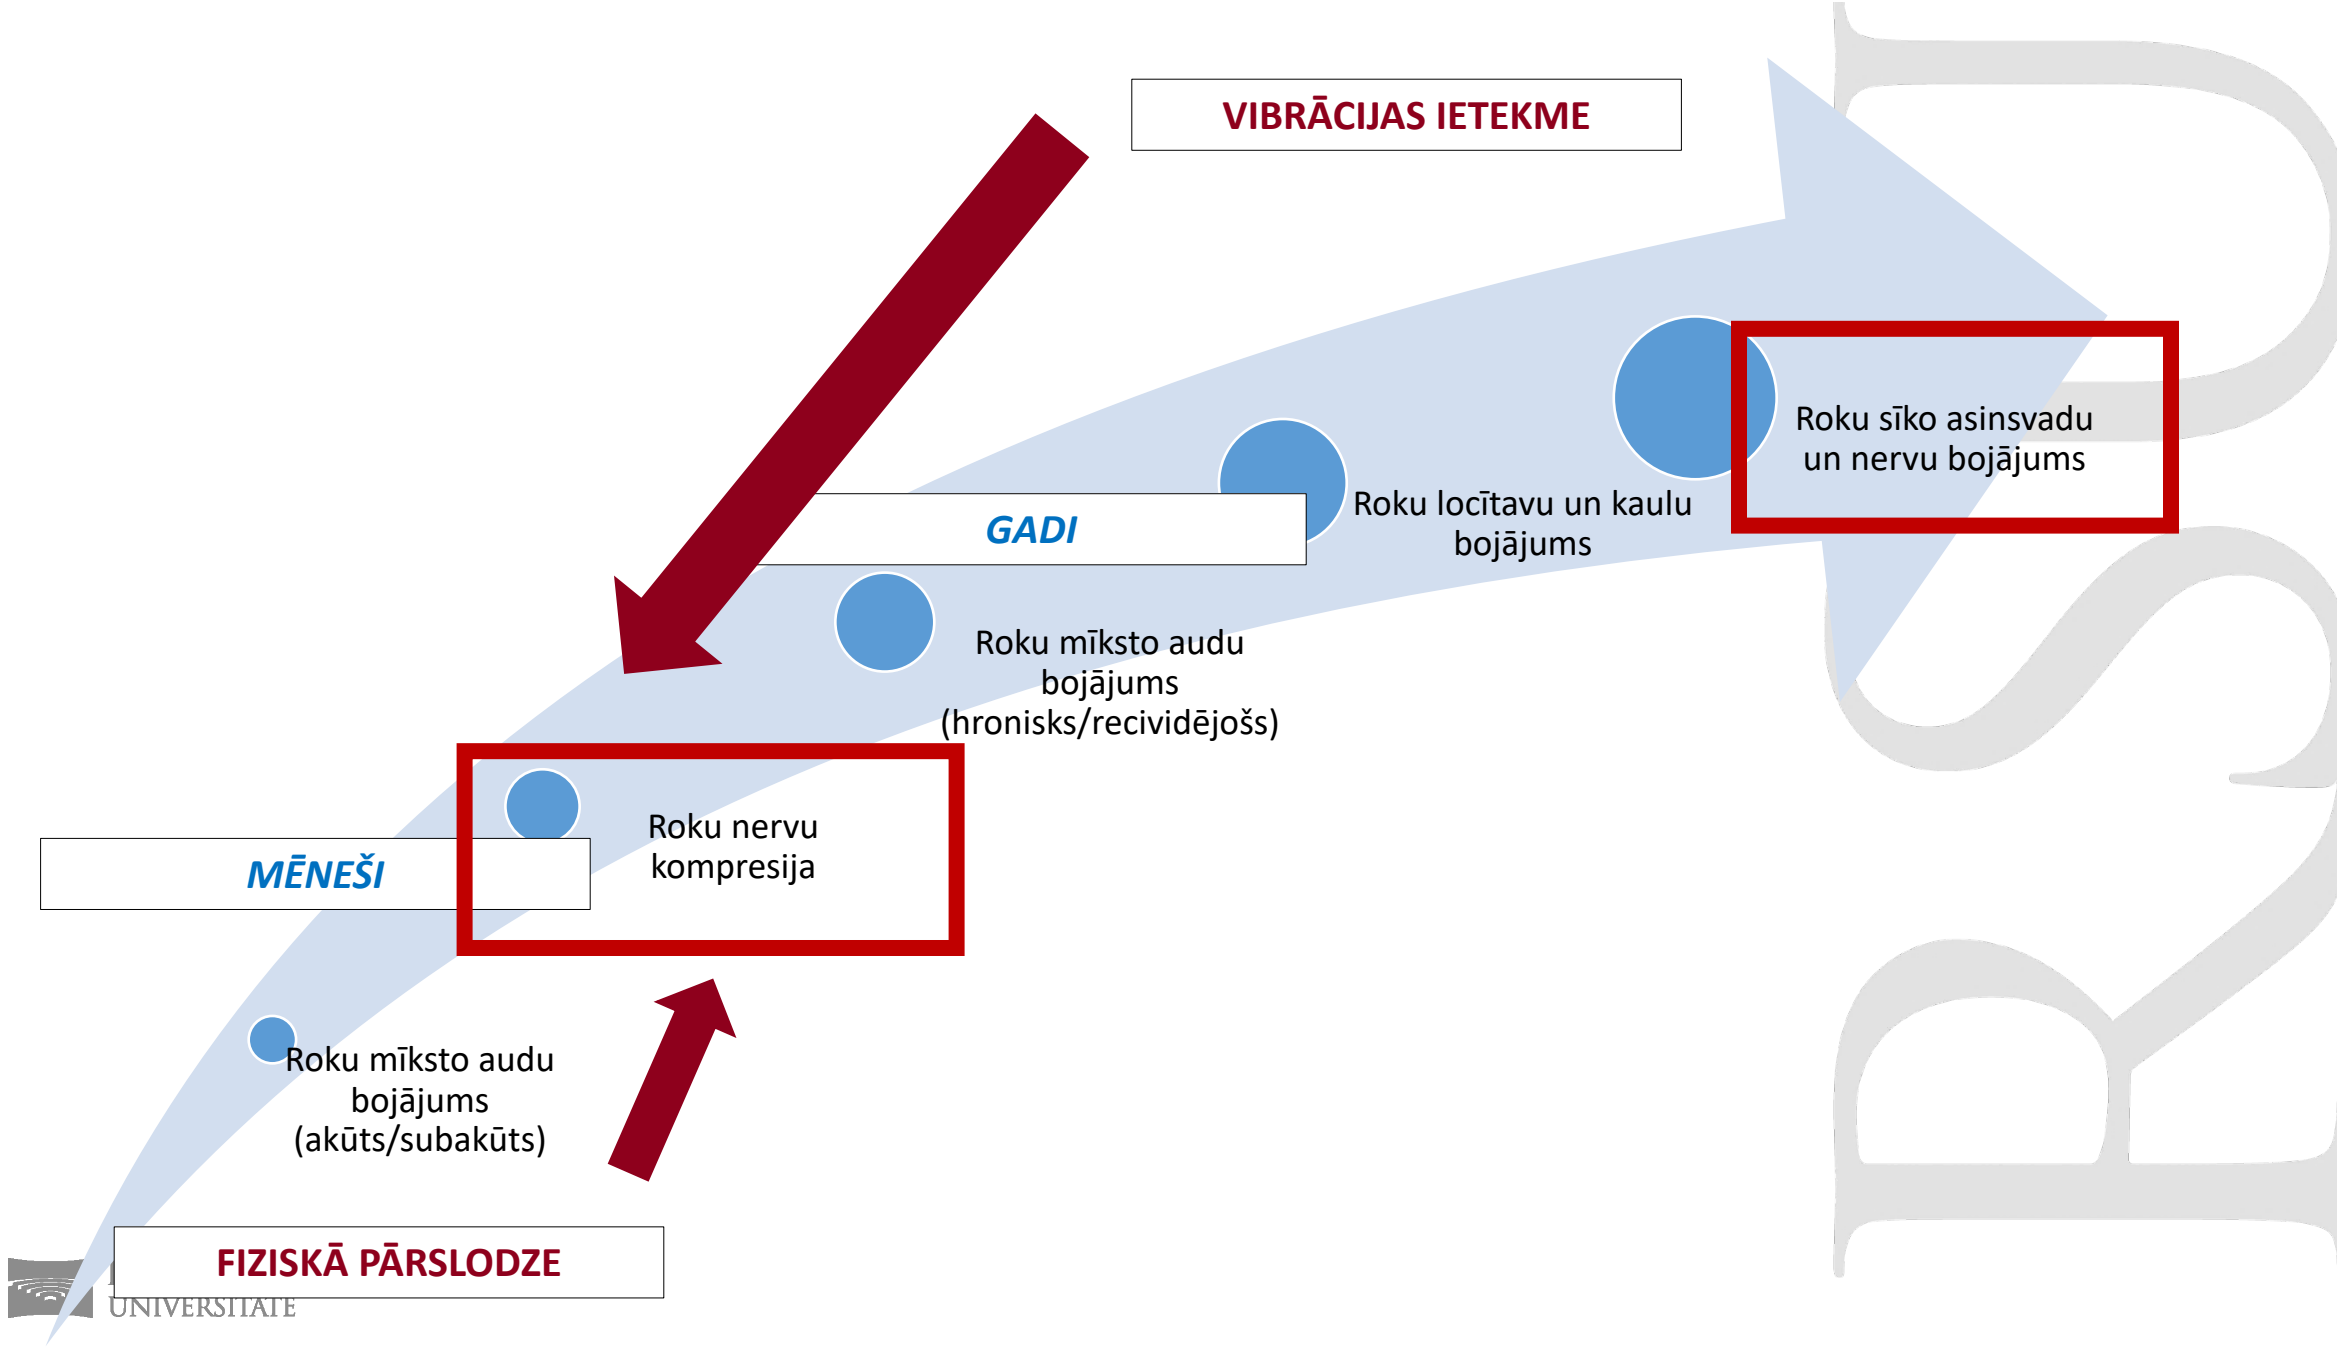 VIBRĀCIJAS IETEKME
Roku sīko asinsvadu
un nervu bojājums
Roku locītavu un kaulu
bojājums
GADI
Roku mīksto audu
bojājums
(hronisks/recividējošs)
Roku nervu
kompresija
MĒNEŠI
Roku mīksto audu
bojājums
(akūts/subakūts)
FIZISKĀ PĀRSLODZE
UNIVERSITĀTE
RSU